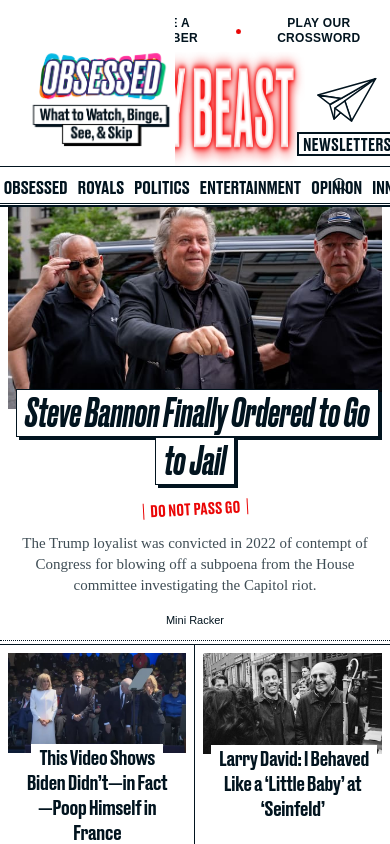 E A
BER
PLAY OUR
CROSSWORD
OBSESSED
What to Watch, Binge,
See, & Skip
Y BEAST
NEWSLETTERS
OBSESSED ROYALS POLITICS ENTERTAINMENT OPINION INN
Steve Bannon Finally Ordered to Go
to Jail
DO NOT PASS GO
The Trump loyalist was convicted in 2022 of contempt of
Congress for blowing off a subpoena from the House
committee investigating the Capitol riot.
Mini Racker
This Video Shows
Biden Didn’t—in Fact
—Poop Himself in
France
Larry David: I Behaved
Like a ‘Little Baby’ at
‘Seinfeld’